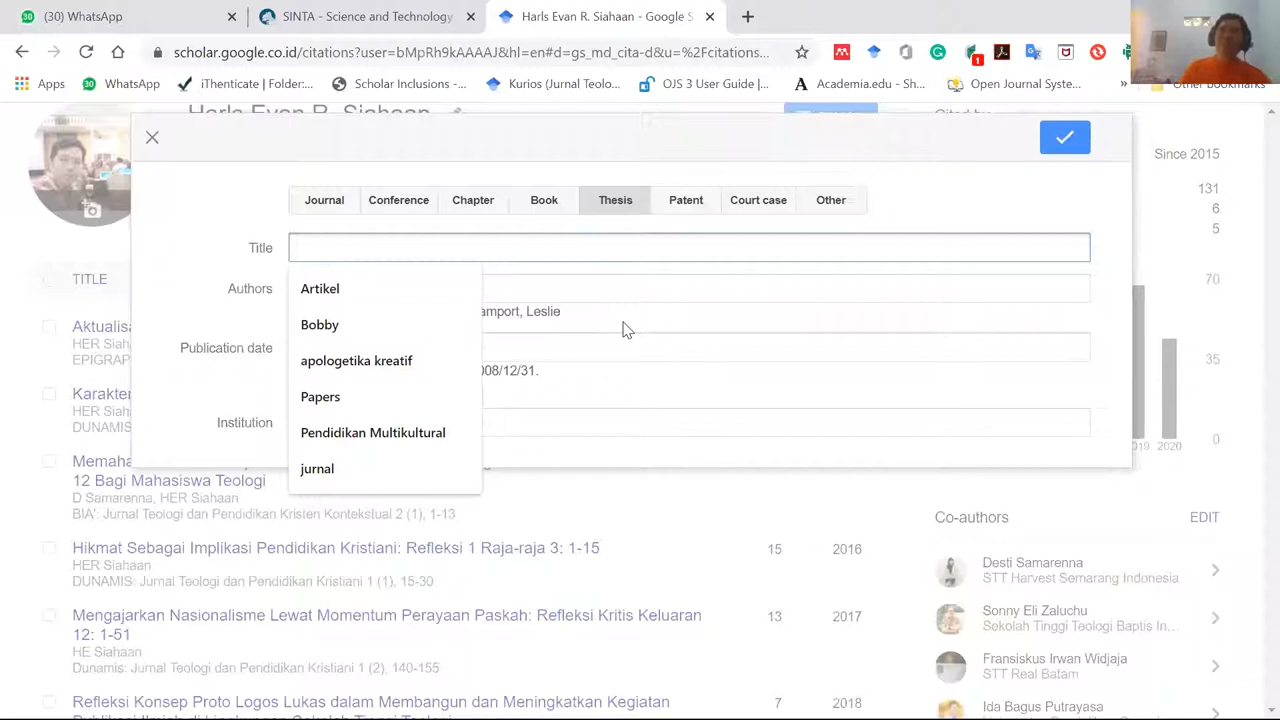 (30) WhatsApp
SINTA - Science and Technology
Harls Evan R. Siahaan - Google S
scholar.google.co.id/citations?user=bMpRh9kAAAAJ&hl=en#d=gs_md_cita-d&u=%2Fcitations...
1
Apps
WhatsApp
iThenticate | Folder:...
Scholar Inclusions -...
Kurios (Jurnal Teolo...
OJS 3 User Guide |...
Academia.edu - Sh...
Open Journal System...
Other bookmarks
Harls Evan R. Siahaan
Cited by
Since 2015
131
6
5
70
35
0
2019
2020
Journal
Conference
Chapter
Book
Thesis
Patent
Court case
Other
Title
Authors
amport, Leslie
Publication date
008/12/31.
Institution
Artikel
Bobby
apologetika kreatif
Papers
Pendidikan Multikultural
jurnal
TITLE
Aktualisa
HER Siaha
EPIGRAP
Karakter
HER Siaha
DUNAMIS
Memaha
12 Bagi Mahasiswa Teologi
D Samarenna, HER Siahaan
BIA': Jurnal Teologi dan Pendidikan Kristen Kontekstual 2 (1), 1-13
Hikmat Sebagai Implikasi Pendidikan Kristiani: Refleksi 1 Raja-raja 3: 1-15
15
2016
HER Siahaan
DUNAMIS: Jurnal Teologi dan Pendidikan Kristiani 1 (1), 15-30
Mengajarkan Nasionalisme Lewat Momentum Perayaan Paskah: Refleksi Kritis Keluaran
12: 1-51
13
2017
HE Siahaan
Dunamis: Jurnal Teologi dan Pendidikan Kristiani 1 (2), 140-155
Refleksi Konsep Proto Logos Lukas dalam Membangun dan Meningkatkan Kegiatan
7
2018
Co-authors
EDIT
Desti Samarenna
STT Harvest Semarang Indonesia
Sonny Eli Zaluchu
Sekolah Tinggi Teologi Baptis In...
Fransiskus Irwan Widjaja
STT Real Batam
Ida Bagus Putrayasa